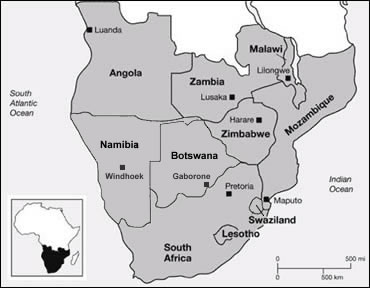 Luanda
Malawi
Angola
Zambia
Lilongwe
South
Atlantic
Ocean
Lusaka
Mozambique
Harare
Zimbabwe
Namibia
Botswana
Windhoek
Gaborone
Pretoria
Indian
Ocean
Maputo
Swaziland
Lesotho
South
Africa
0 500 mi
0 500 km